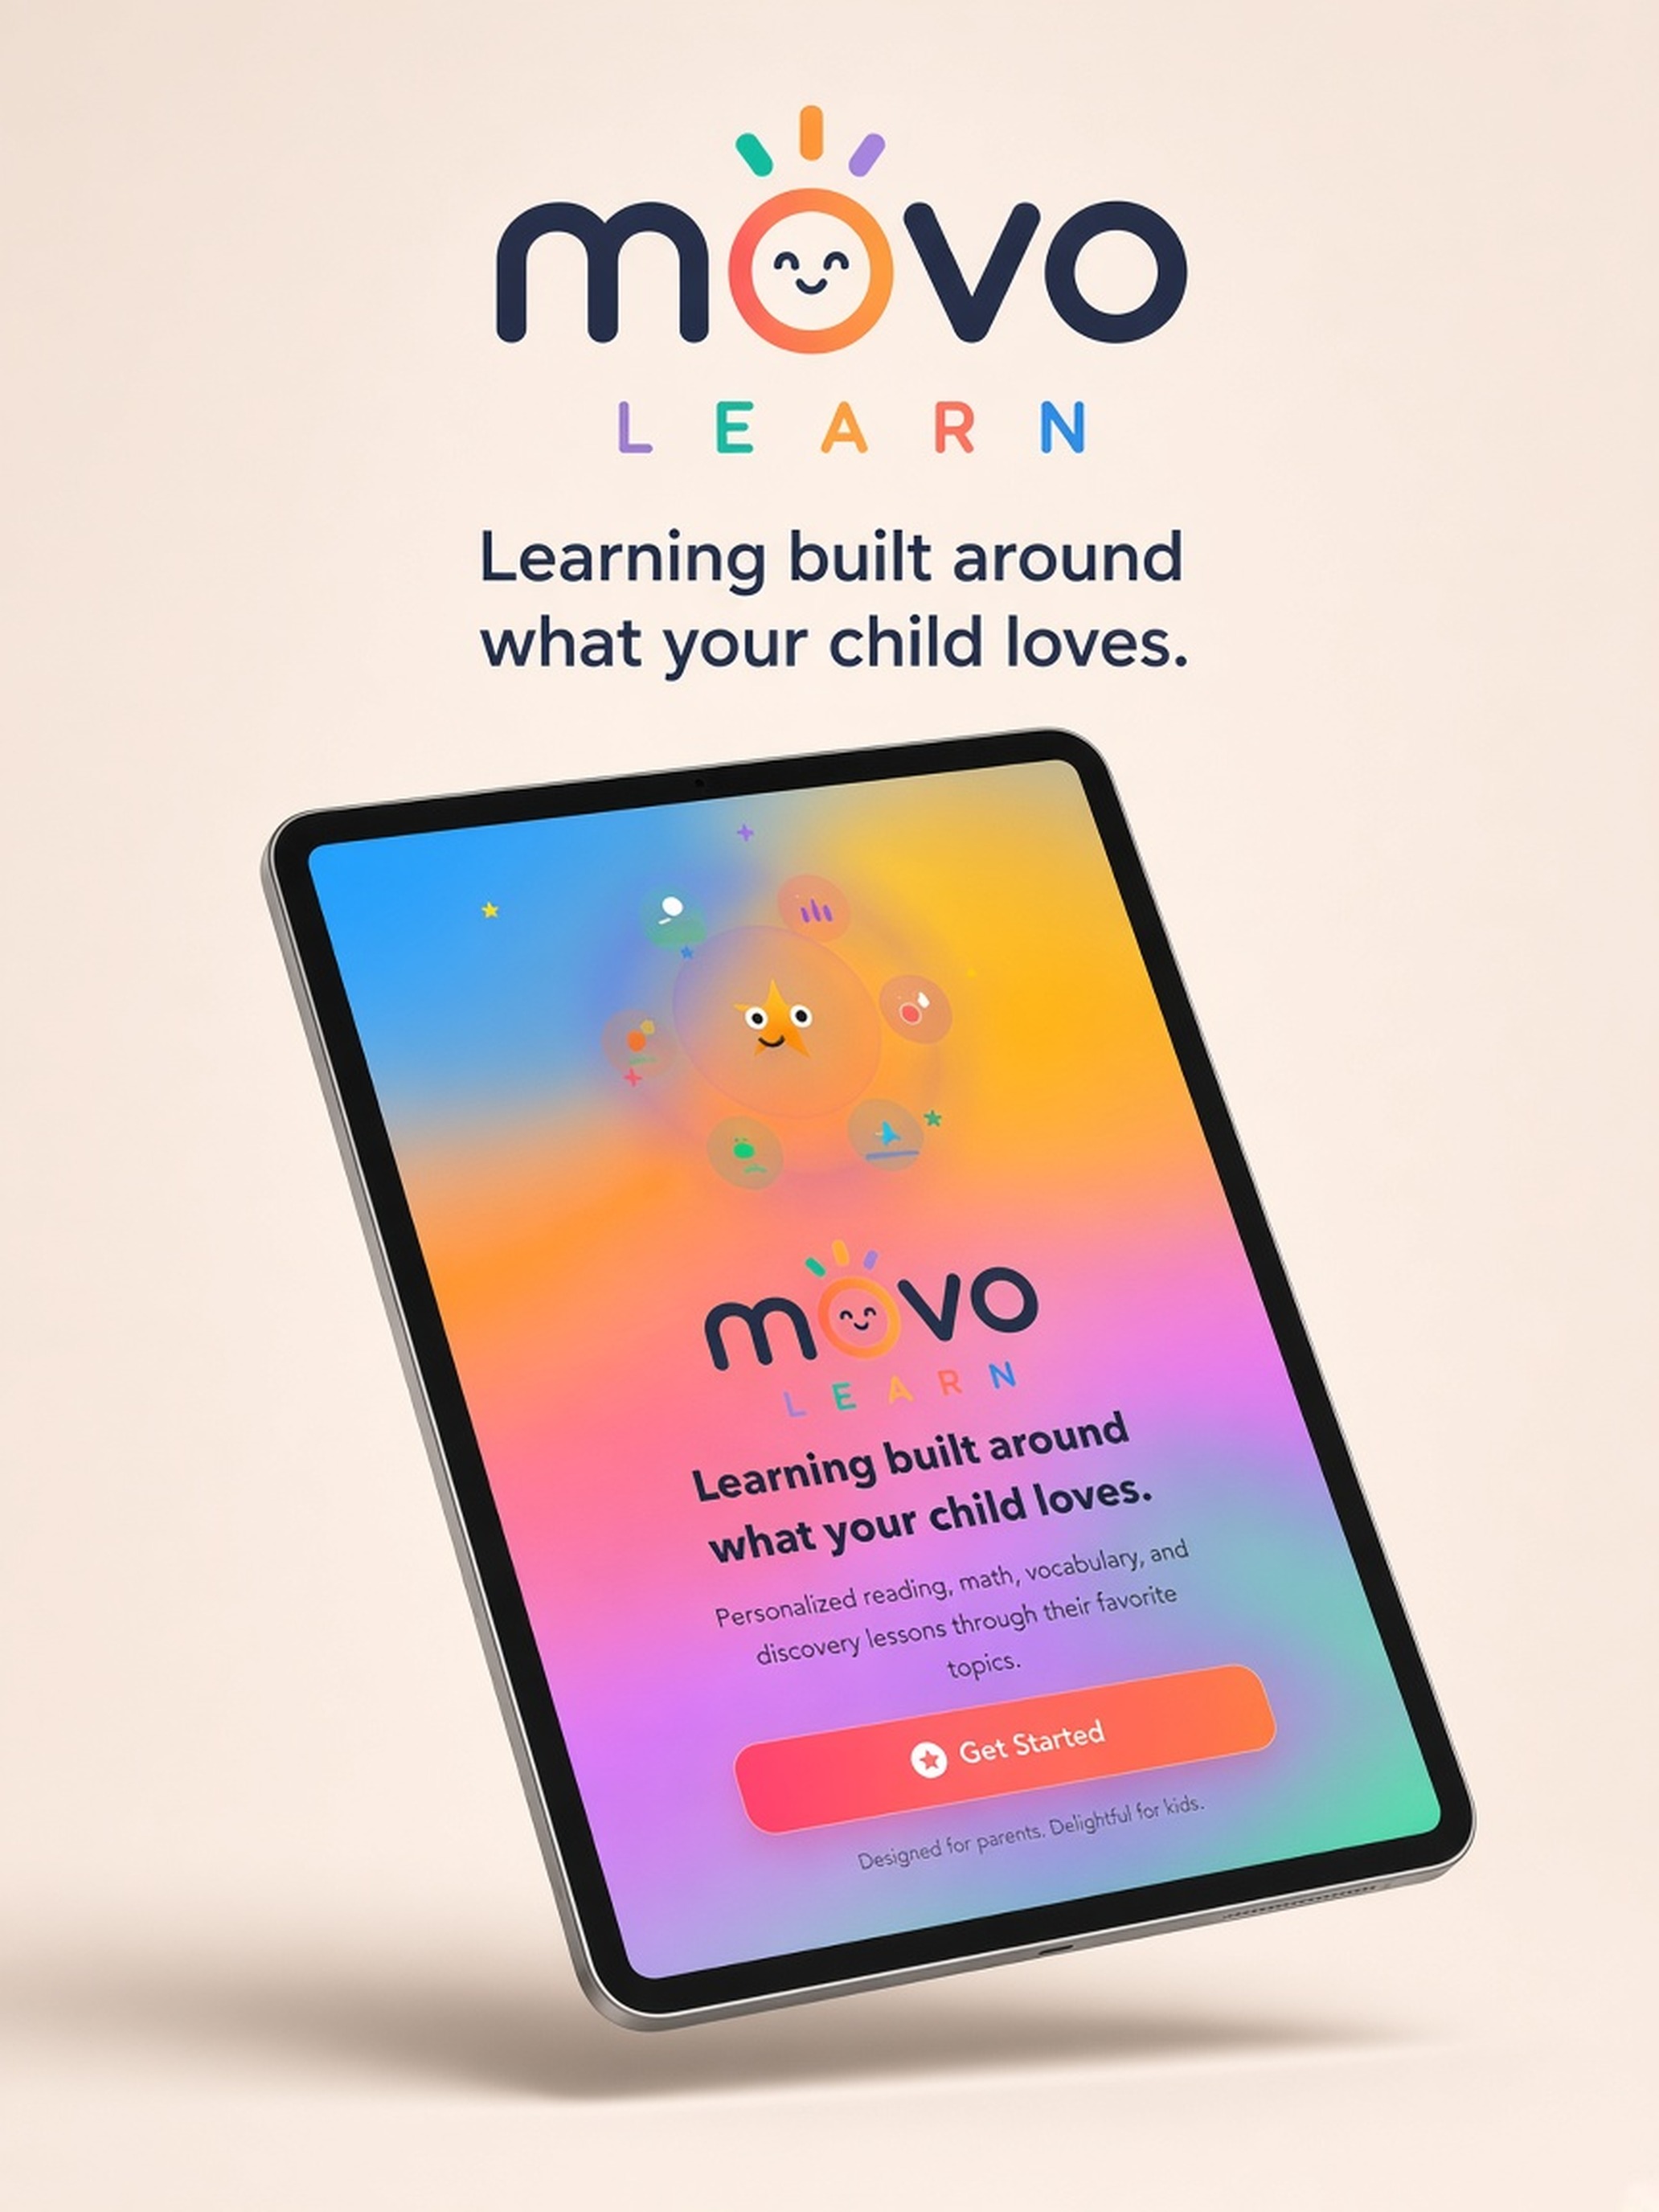 movo
LEARN
Learning built around
what your child loves.
movo
LEARN
Learning built around
what your child loves.
Personalized reading, math, vocabulary, and
discovery lessons through their favorite
topics.
Get Started
Designed for parents. Delightful for kids.